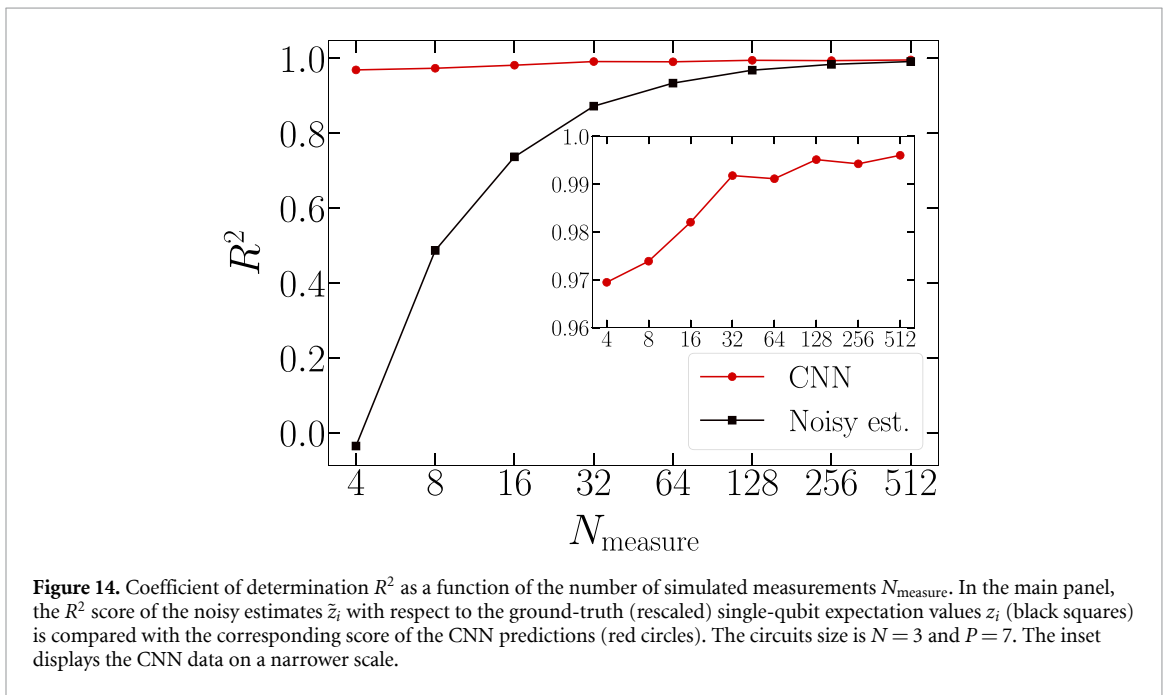 1.0
0.8
0.6
0.4
0.2
0.0
R²
4 8 16 32 64 128 256 512
N_measure
1.0
0.99
0.98
0.97
0.96
4 8 16 32 64 128 256 512
CNN
Noisy est.
Figure 14. Coefficient of determination R² as a function of the number of simulated measurements N_measure. In the main panel,
the R² score of the noisy estimates z̃_i with respect to the ground-truth (rescaled) single-qubit expectation values z_i (black squares)
is compared with the corresponding score of the CNN predictions (red circles). The circuits size is N = 3 and P = 7. The inset
displays the CNN data on a narrower scale.